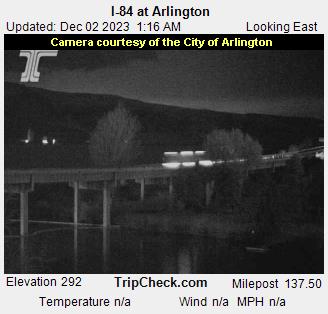 I-84 at Arlington
Updated: Dec 02 2023 1:16 AM Looking East
Camera courtesy of the City of Arlington
Elevation 292 TripCheck.com Milepost 137.50
Temperature n/a Wind n/a MPH n/a